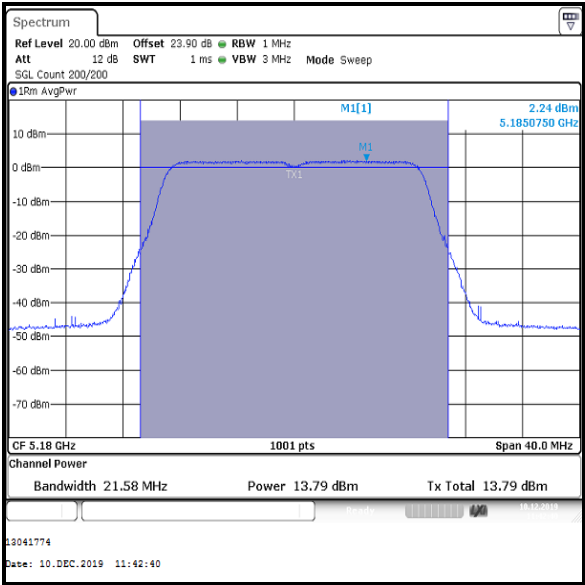 Spectrum
Ref Level 20.00 dBm Offset 23.90 dB RBW 1 MHz
Att 12 dB SWT 1 ms VBW 3 MHz Mode Sweep
SGL Count 200/200
1Rm AvgPwr
M1[1] 2.24 dBm
5.1850750 GHz
10 dBm
M1
0 dBm
TX1
-10 dBm
-20 dBm
-30 dBm
-40 dBm
-50 dBm
-60 dBm
-70 dBm
CF 5.18 GHz 1001 pts Span 40.0 MHz
Channel Power
Bandwidth 21.58 MHz Power 13.79 dBm Tx Total 13.79 dBm
Ready 10.12.2019
13041774
Date: 10.DEC.2019 11:42:40